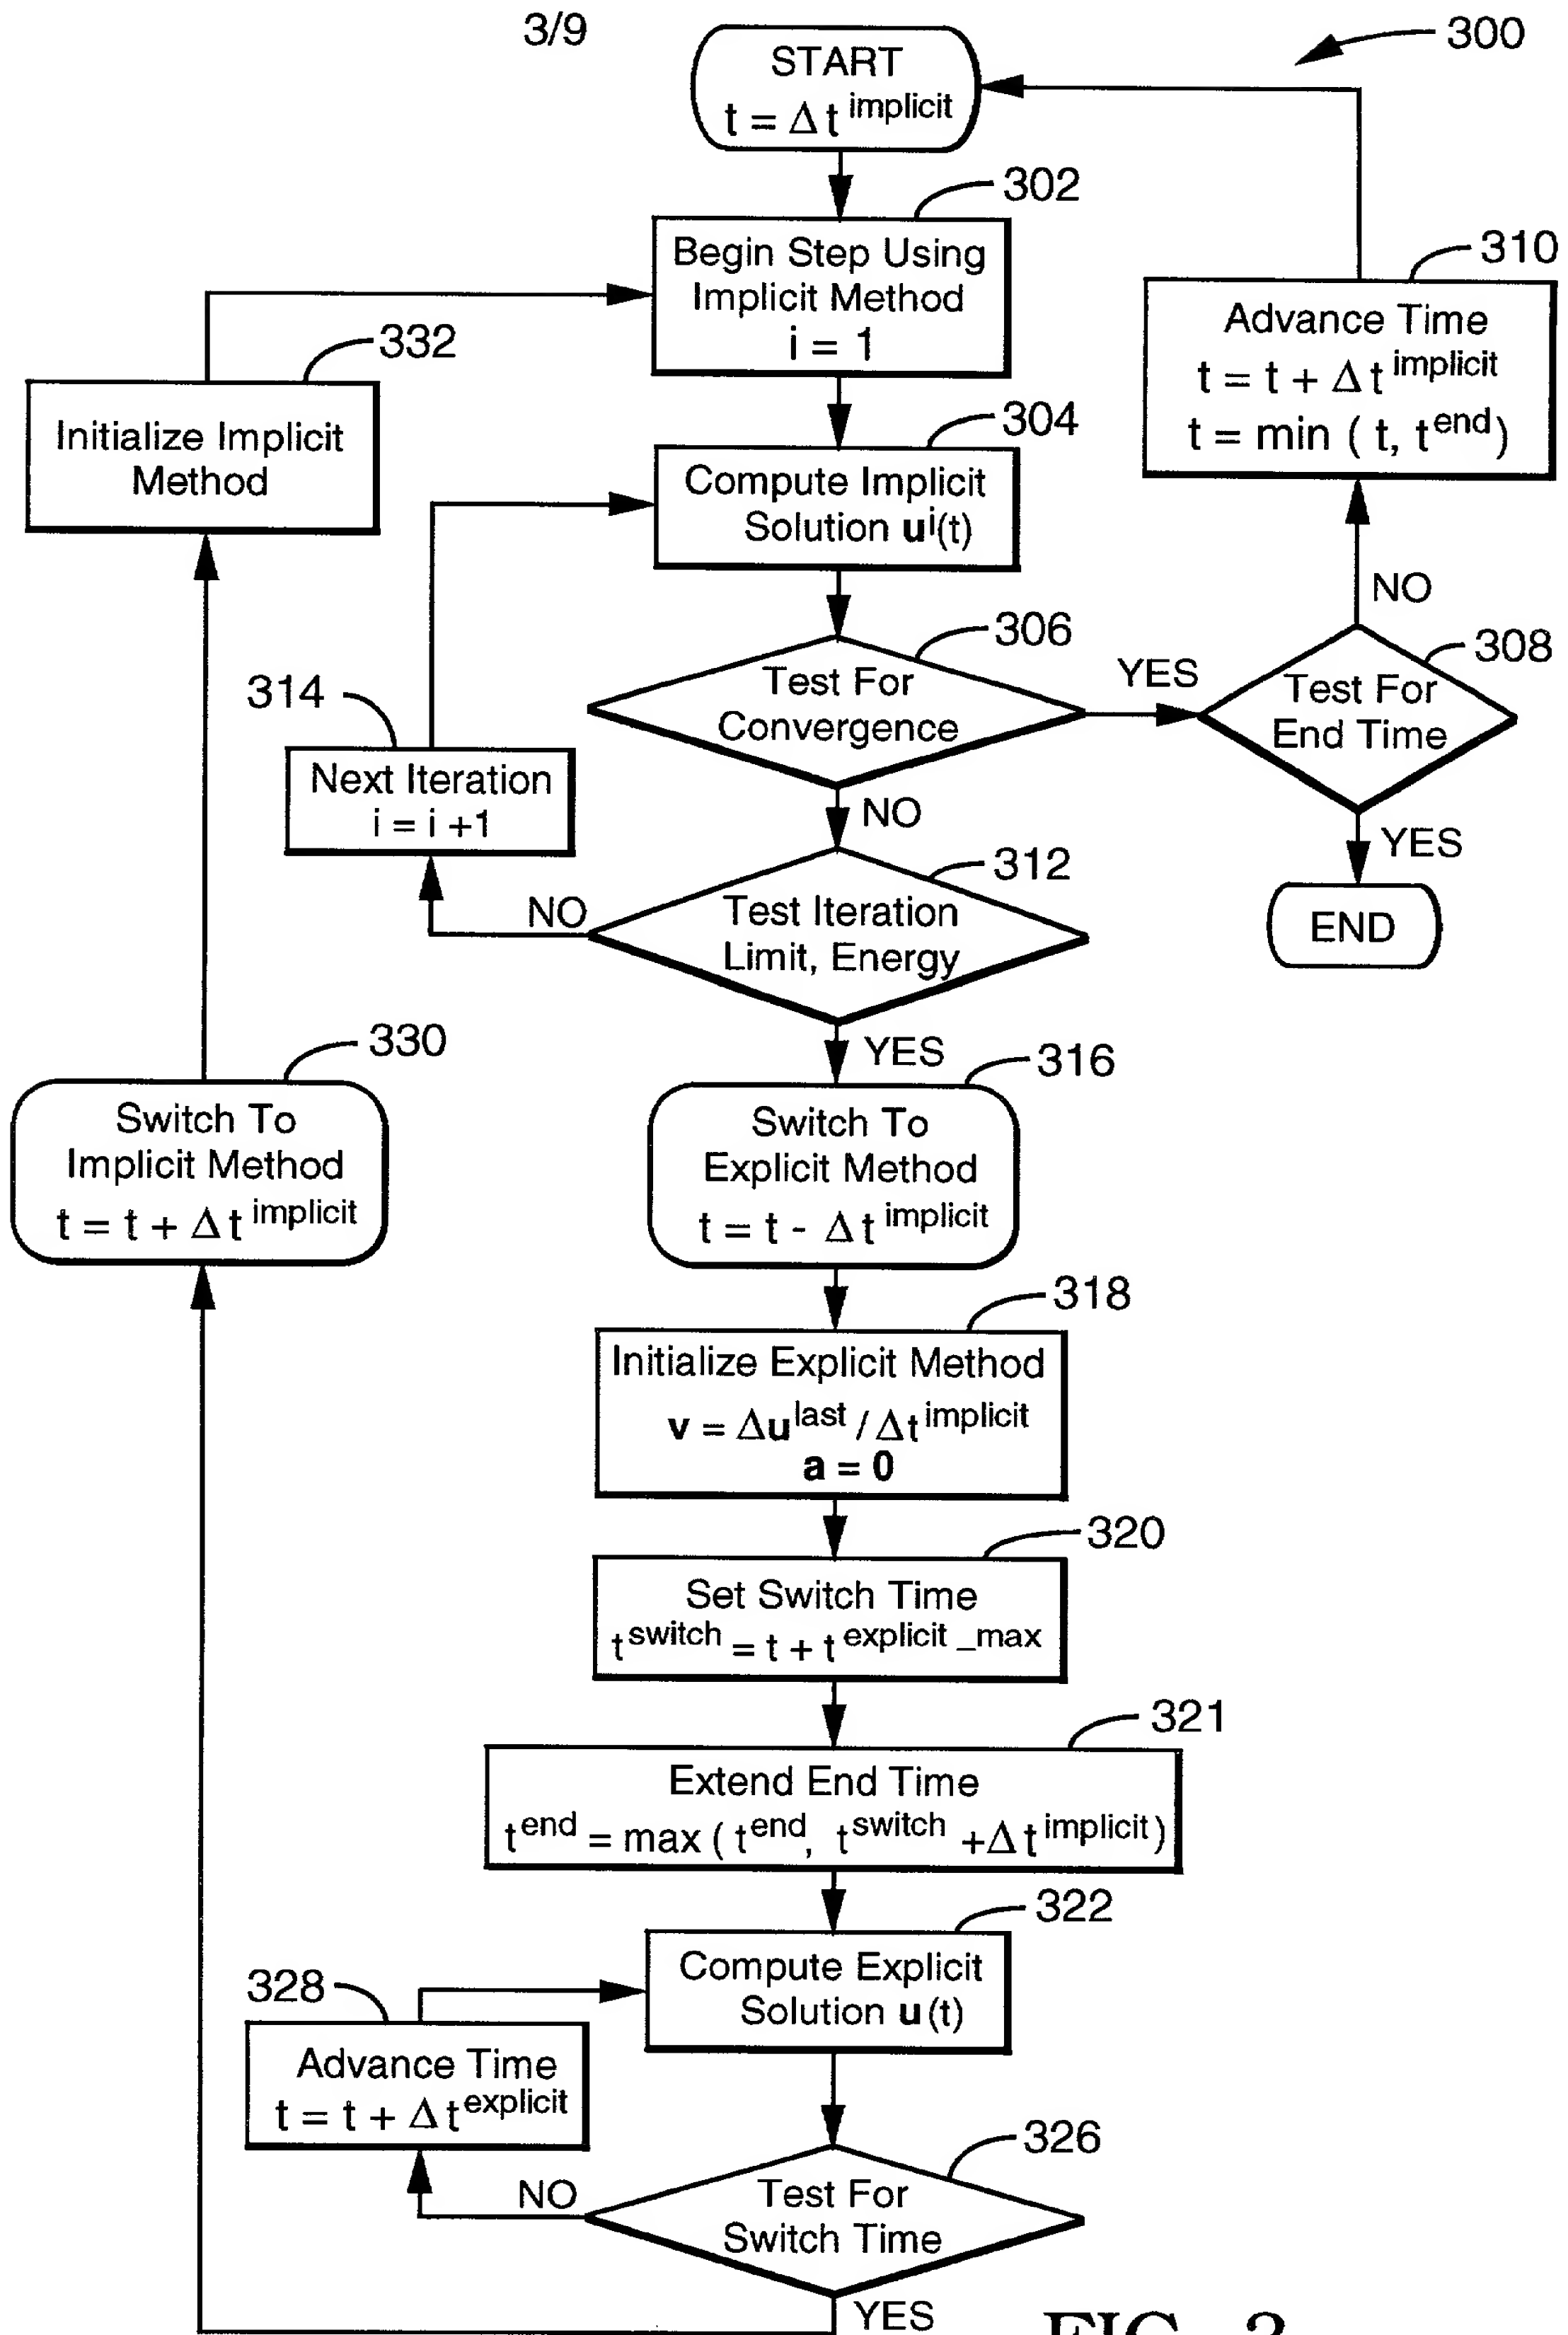 3/9
300
START
t = Δt^implicit
302
Begin Step Using
Implicit Method
i = 1
310
Advance Time
t = t + Δt^implicit
t = min ( t, t^end)
332
Initialize Implicit
Method
304
Compute Implicit
Solution u^i(t)
306
Test For
Convergence
YES
308
Test For
End Time
NO
YES
END
314
Next Iteration
i = i +1
NO
312
Test Iteration
Limit, Energy
NO
YES
330
Switch To
Implicit Method
t = t + Δt^implicit
316
Switch To
Explicit Method
t = t - Δt^implicit
318
Initialize Explicit Method
v = Δu^last / Δt^implicit
a = 0
320
Set Switch Time
t^switch = t + t^explicit_max
321
Extend End Time
t^end = max ( t^end, t^switch +Δt^implicit)
322
Compute Explicit
Solution u(t)
328
Advance Time
t = t + Δt^explicit
326
Test For
Switch Time
NO
YES
FIG. 3